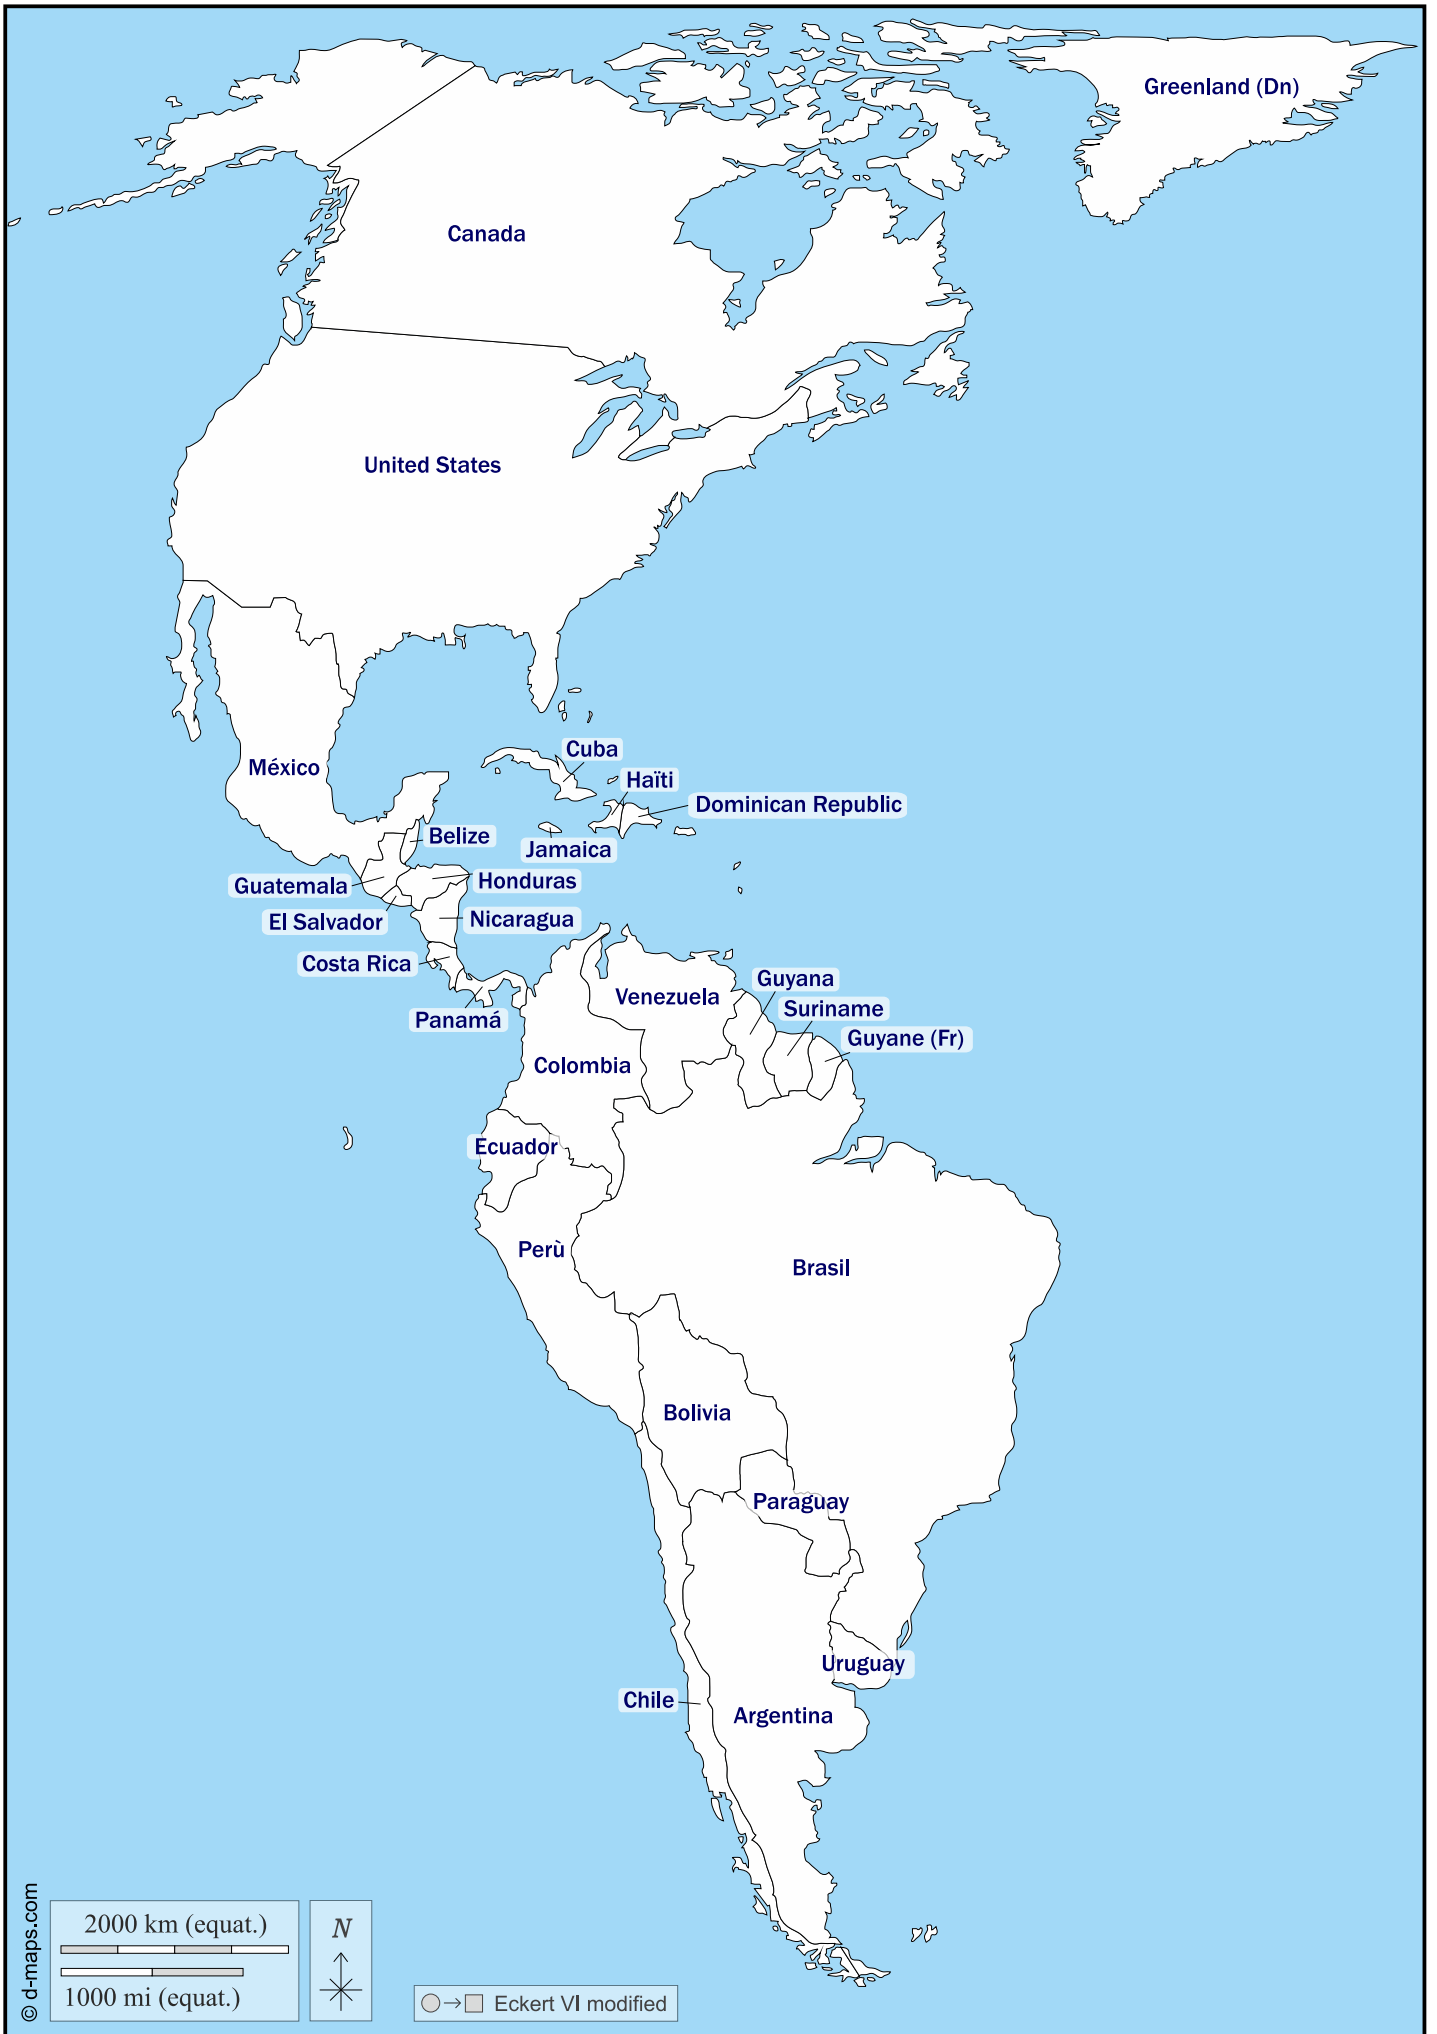 Greenland (Dn)
Canada
United States
México
Cuba
Haïti
Dominican Republic
Jamaica
Belize
Guatemala
Honduras
El Salvador
Nicaragua
Costa Rica
Panamá
Venezuela
Guyana
Suriname
Guyane (Fr)
Colombia
Ecuador
Perù
Brasil
Bolivia
Paraguay
Uruguay
Chile
Argentina
© d-maps.com
2000 km (equat.)
1000 mi (equat.)
N
Eckert VI modified